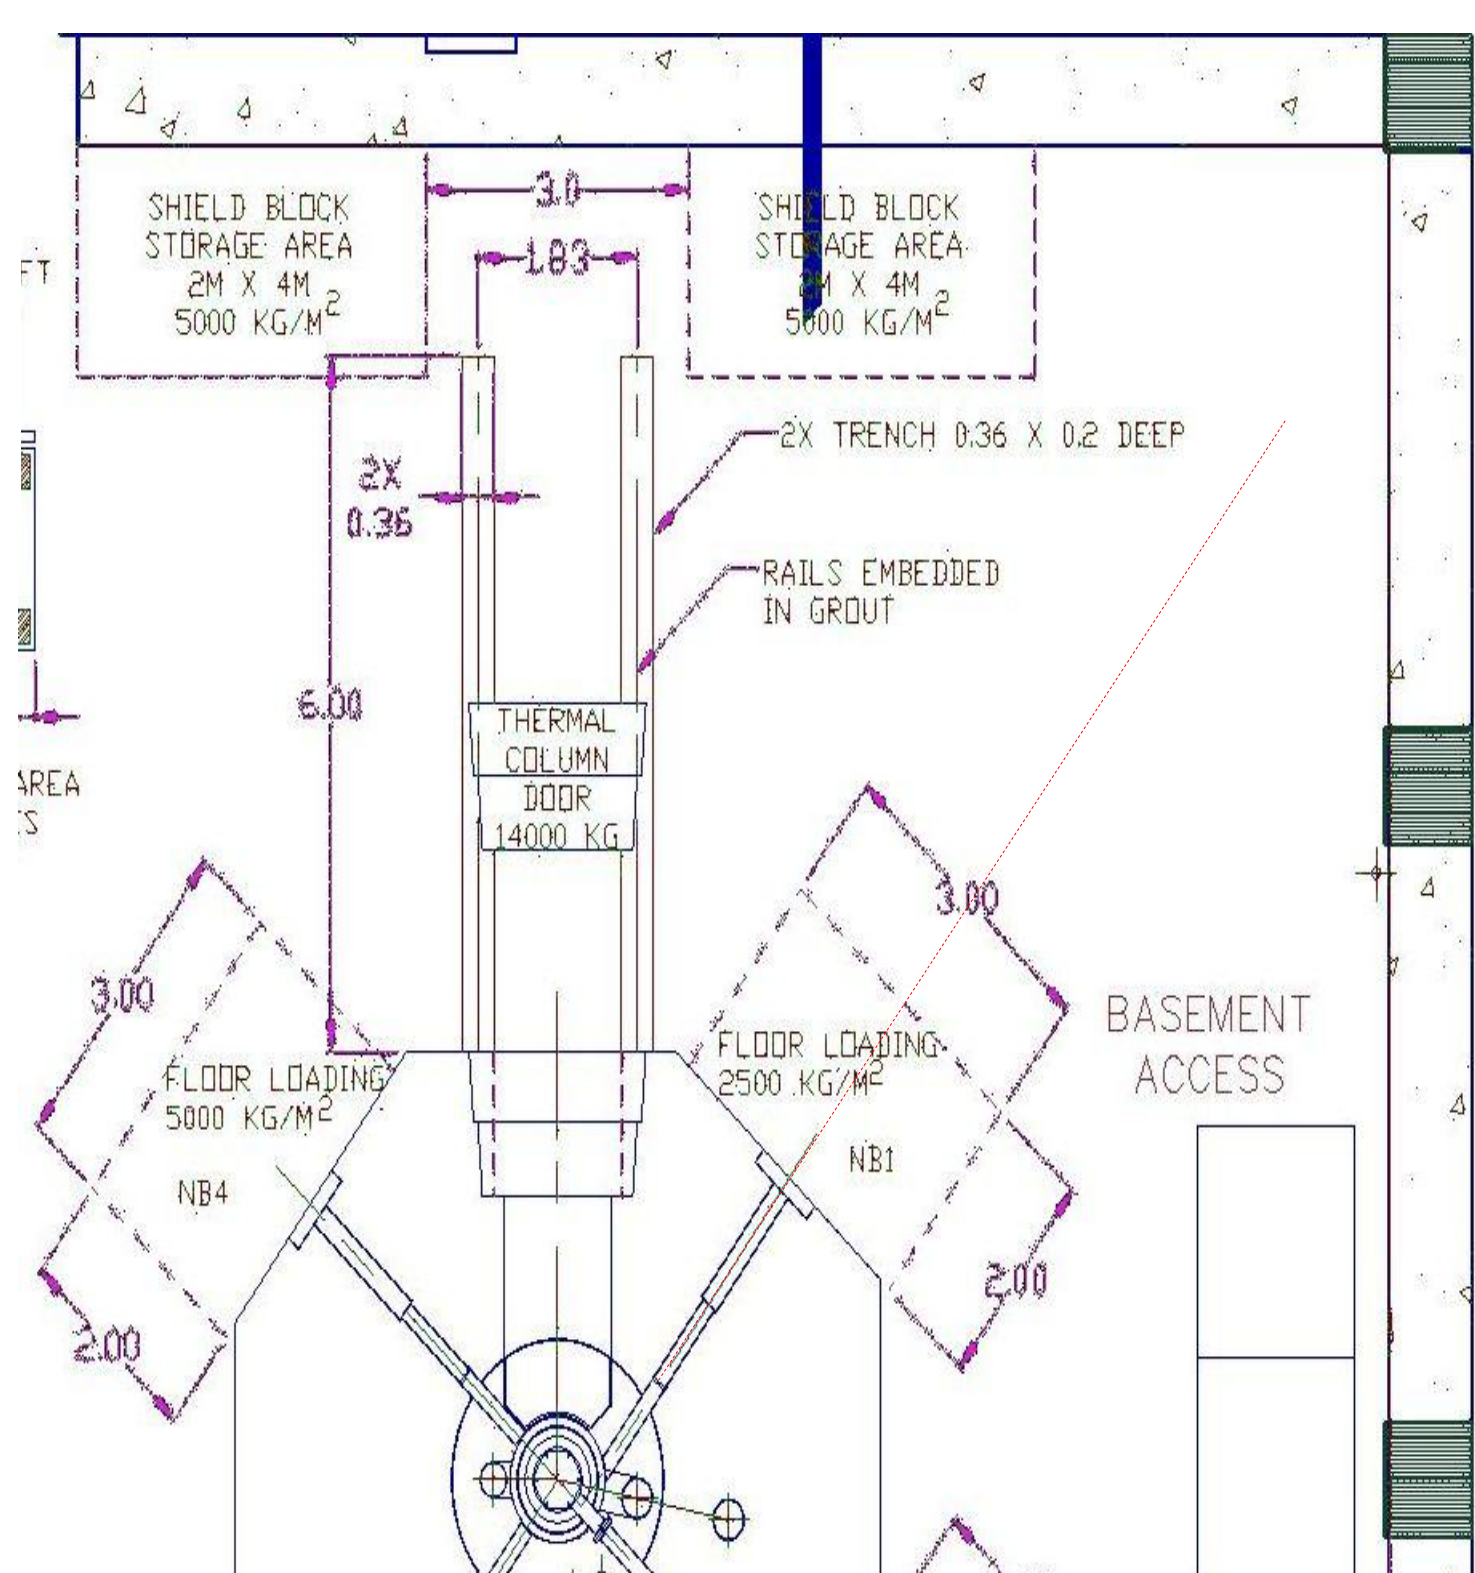 3.0
SHIELD BLOCK
STORAGE AREA
2M X 4M
5000 KG/M²
SHIELD BLOCK
STORAGE AREA
2M X 4M
5000 KG/M²
1.83
FT
2X TRENCH 0.36 X 0.2 DEEP
2X
0.36
RAILS EMBEDDED
IN GROUT
6.00
THERMAL
COLUMN
DOOR
14000 KG
AREA
S
3.00
3.00
BASEMENT
ACCESS
FLOOR LOADING
2500 KG/M²
FLOOR LOADING
5000 KG/M²
NB1
NB4
2.00
2.00